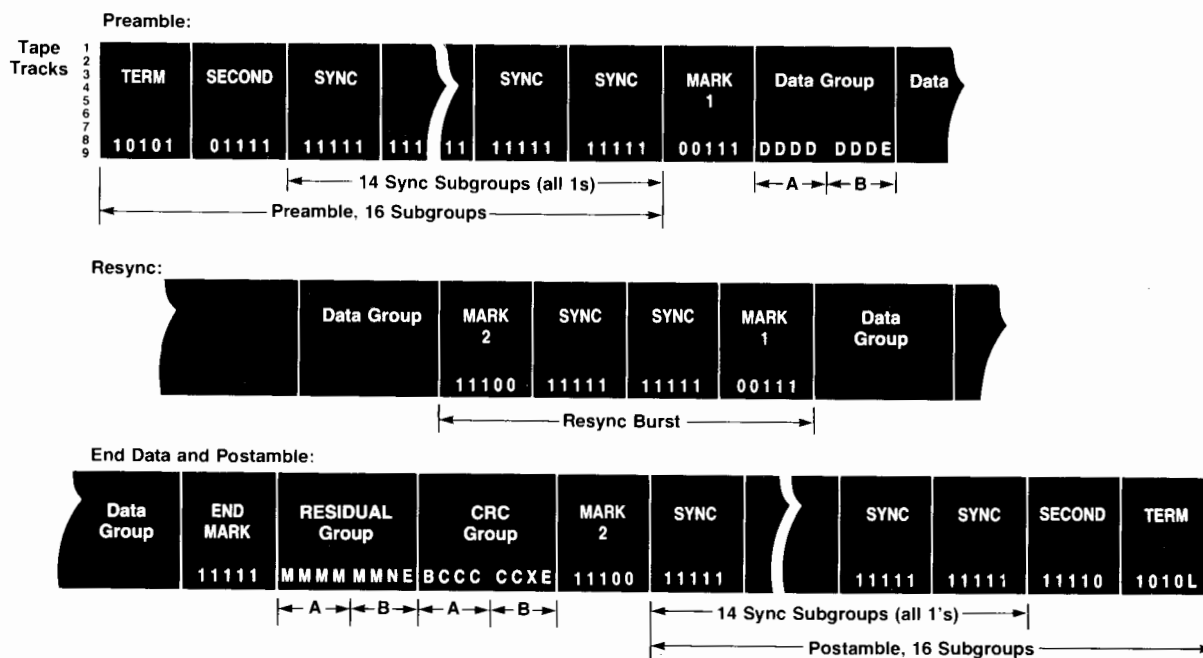 Preamble:
Tape Tracks
1
2
3
4
5
6
7
8
9
TERM SECOND SYNC SYNC SYNC MARK 1 Data Group Data
10101 01111 11111 111 11 11111 11111 00111 DDDD DDDE
14 Sync Subgroups (all 1s) A B
Preamble, 16 Subgroups
Resync:
Data Group MARK 2 SYNC SYNC MARK 1 Data Group
11100 11111 11111 00111
Resync Burst
End Data and Postamble:
Data Group END MARK RESIDUAL Group CRC Group MARK 2 SYNC SYNC SYNC SECOND TERM
11111 MMMM MMNE BCCC CCXE 11100 11111 11111 11111 11110 1010L
A B A B 14 Sync Subgroups (all 1's)
Postamble, 16 Subgroups